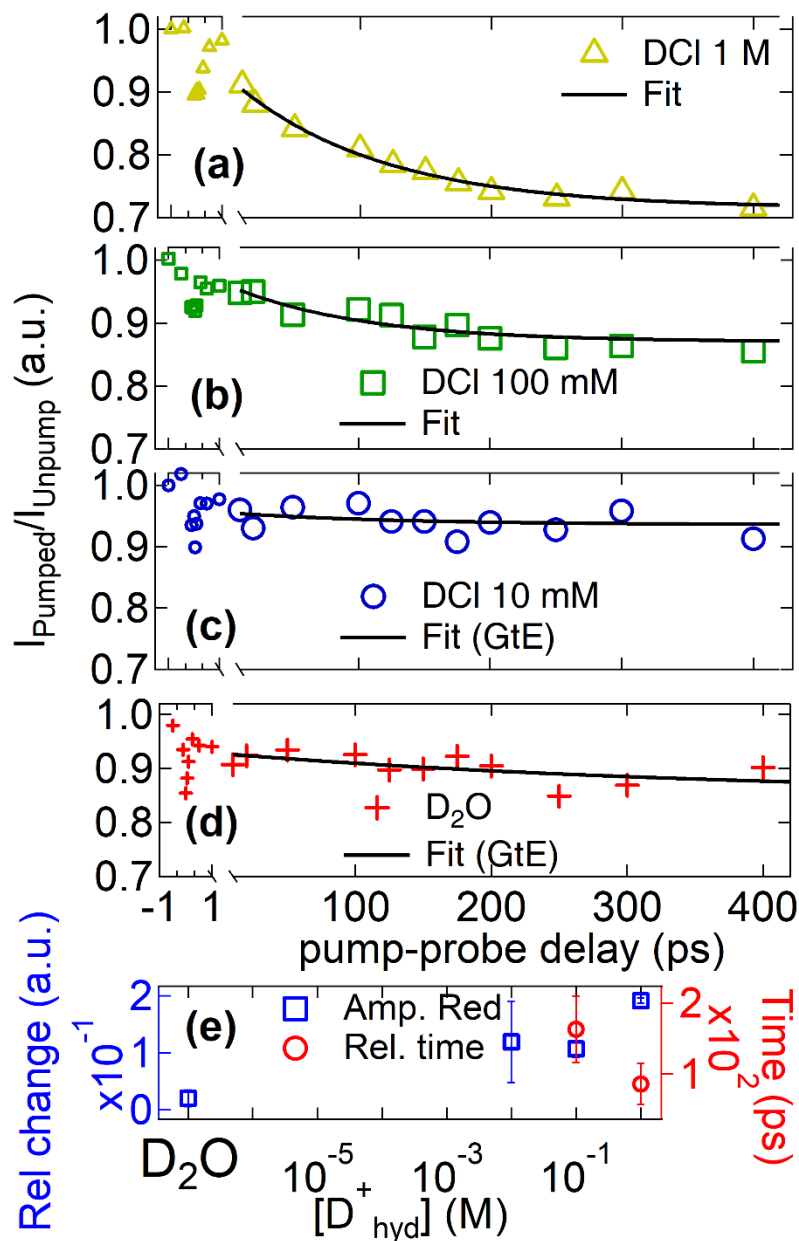 I_Pumped/I_Unpump (a.u.)
1.0
0.9
0.8
0.7
(a)
DCl 1 M
Fit
1.0
0.9
0.8
0.7
(b)
DCl 100 mM
Fit
1.0
0.9
0.8
0.7
(c)
DCl 10 mM
Fit (GtE)
1.0
0.9
0.8
0.7
(d)
D₂O
Fit (GtE)
-1 1 100 200 300 400
pump-probe delay (ps)
Rel change (a.u.)
x10⁻¹
2
1
0
(e)
Amp. Red
Rel. time
2
1
Time (ps)
x10²
D₂O 10⁻⁵ 10⁻³ 10⁻¹
[D⁺hyd] (M)